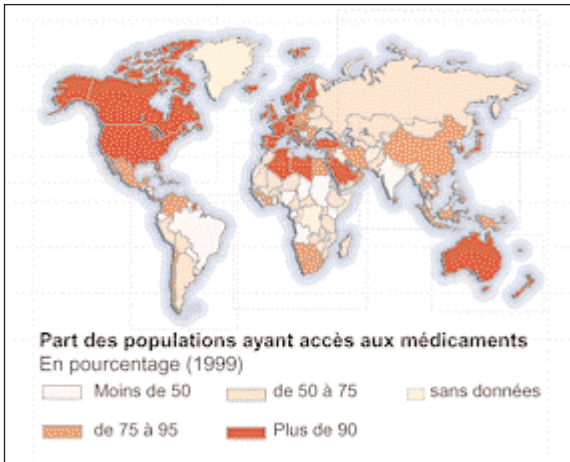 Part des populations ayant accès aux médicaments
En pourcentage (1999)
Moins de 50 de 50 à 75 sans données
de 75 à 95 Plus de 90